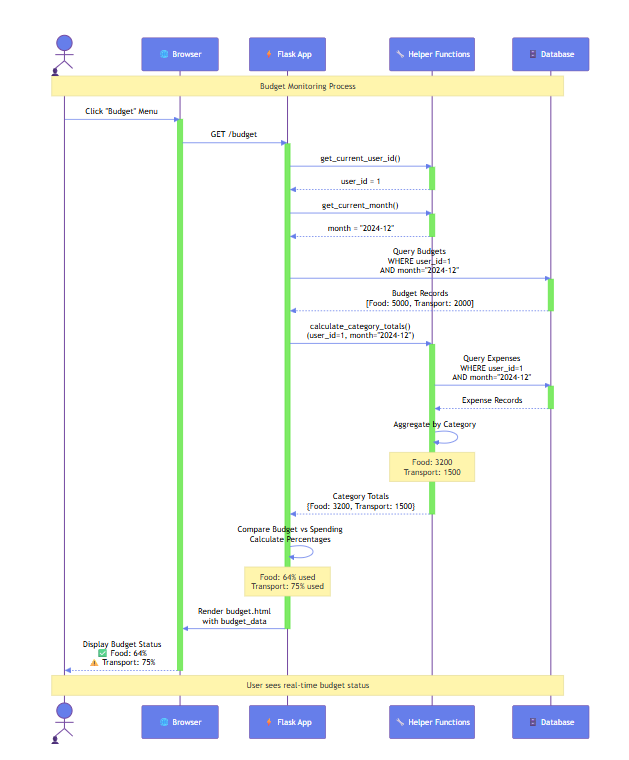 Browser
Flask App
Helper Functions
Database
Budget Monitoring Process
Click "Budget" Menu
GET /budget
get_current_user_id()
user_id = 1
get_current_month()
month = "2024-12"
Query Budgets
WHERE user_id=1
AND month="2024-12"
Budget Records
[Food: 5000, Transport: 2000]
calculate_category_totals()
(user_id=1, month="2024-12")
Query Expenses
WHERE user_id=1
AND month="2024-12"
Expense Records
Aggregate by Category
Food: 3200
Transport: 1500
Category Totals
{Food: 3200, Transport: 1500}
Compare Budget vs Spending
Calculate Percentages
Food: 64% used
Transport: 75% used
Render budget.html
with budget_data
Display Budget Status
✅ Food: 64%
⚠️ Transport: 75%
User sees real-time budget status
Browser
Flask App
Helper Functions
Database